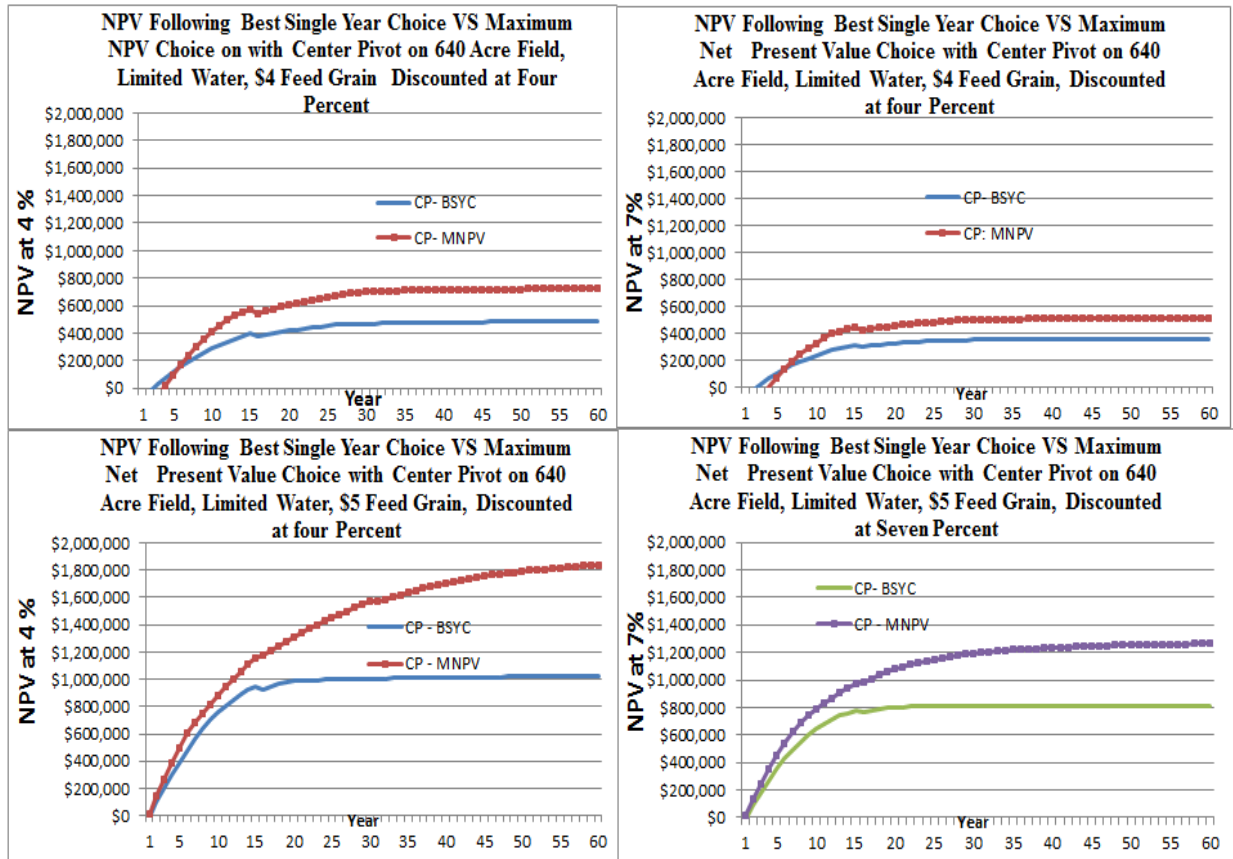 NPV Following Best Single Year Choice VS Maximum
NPV Choice on with Center Pivot on 640 Acre Field,
Limited Water, $4 Feed Grain Discounted at Four
Percent
NPV at 4 %
$2,000,000
$1,800,000
$1,600,000
$1,400,000
$1,200,000
$1,000,000
$800,000
$600,000
$400,000
$200,000
$0
CP- BSYC
CP- MNPV
Year
1 5 10 15 20 25 30 35 40 45 50 55 60
NPV Following Best Single Year Choice VS Maximum
Net Present Value Choice with Center Pivot on 640
Acre Field, Limited Water, $4 Feed Grain, Discounted
at four Percent
NPV at 7%
$2,000,000
$1,800,000
$1,600,000
$1,400,000
$1,200,000
$1,000,000
$800,000
$600,000
$400,000
$200,000
$0
CP- BSYC
CP: MNPV
Year
1 5 10 15 20 25 30 35 40 45 50 55 60
NPV Following Best Single Year Choice VS Maximum
Net Present Value Choice with Center Pivot on 640
Acre Field, Limited Water, $5 Feed Grain, Discounted
at four Percent
NPV at 4 %
$2,000,000
$1,800,000
$1,600,000
$1,400,000
$1,200,000
$1,000,000
$800,000
$600,000
$400,000
$200,000
$0
CP - BSYC
CP - MNPV
Year
1 5 10 15 20 25 30 35 40 45 50 55 60
NPV Following Best Single Year Choice VS Maximum
Net Present Value Choice with Center Pivot on 640
Acre Field, Limited Water, $5 Feed Grain, Discounted
at Seven Percent
NPV at 7%
$2,000,000
$1,800,000
$1,600,000
$1,400,000
$1,200,000
$1,000,000
$800,000
$600,000
$400,000
$200,000
$0
CP- BSYC
CP - MNPV
Year
1 5 10 15 20 25 30 35 40 45 50 55 60